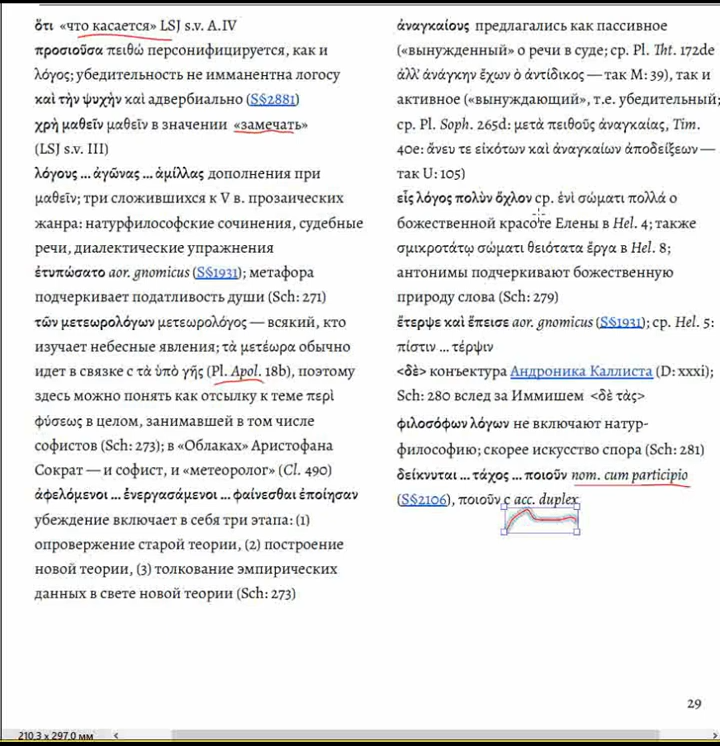 ὅτι «что касается» LSJ s.v. A.IV
προσιοῦσα πειθώ персонифицируется, как и
λόγος; убедительность не имманентна логосу
καὶ τὴν ψυχὴν καί адвербиально (S§2881)
χρὴ μαθεῖν μαθεῖν в значении «замечать»
(LSJ s.v. III)
λόγους ... ἀγῶνας ... ἁμίλλας дополнения при
μαθεῖν; три сложившихся к V в. прозаических
жанра: натурфилософские сочинения, судебные
речи, диалектические упражнения
ἐτυπώσατο aor. gnomicus (S§1931); метафора
подчеркивает податливость души (Sch: 271)
τῶν μετεωρολόγων μετεωρολόγος — всякий, кто
изучает небесные явления; τὰ μετέωρα обычно
идет в связке с τὰ ὑπὸ γῆς (Pl. Apol. 18b), поэтому
здесь можно понять как отсылку к теме περὶ
φύσεως в целом, занимавшей в том числе
софистов (Sch: 273); в «Облаках» Аристофана
Сократ — и софист, и «метеоролог» (Cl. 490)
ἀφελόμενοι ... ἐνεργασάμενοι ... φαίνεσθαι ἐποίησαν
убеждение включает в себя три этапа: (1)
опровержение старой теории, (2) построение
новой теории, (3) толкование эмпирических
данных в свете новой теории (Sch: 273)
ἀναγκαίους предлагались как пассивное
(«вынужденный» о речи в суде; ср. Pl. Tht. 172de
ἀλλ’ ἀνάγκην ἔχων ὁ ἀντίδικος — так M: 39), так и
активное («вынуждающий», т.е. убедительный;
ср. Pl. Soph. 265d: μετὰ πειθοῦς ἀναγκαίας, Tim.
40e: ἄνευ τε εἰκότων καὶ ἀναγκαίων ἀποδείξεων —
так U: 105)
εἷς λόγος πολὺν ὄχλον ср. ἑνὶ σώματι πολλά о
божественной красоте Елены в Hel. 4; также
σμικροτάτῳ σώματι θειότατα ἔργα в Hel. 8;
антонимы подчеркивают божественную
природу слова (Sch: 279)
ἔτερψε καὶ ἔπεισε aor. gnomicus (S§1931); ср. Hel. 5:
πίστιν ... τέρψιν
<δὲ> конъектура Андроника Каллиста (D: xxxi);
Sch: 280 вслед за Иммишем <δὲ τὰς>
φιλοσόφων λόγων не включают натур-
философию; скорее искусство спора (Sch: 281)
δείκνυται ... τάχος ... ποιοῦν nom. cum participio
(S§2106), ποιοῦν с acc. duplex
29
210,3 x 297,0 мм